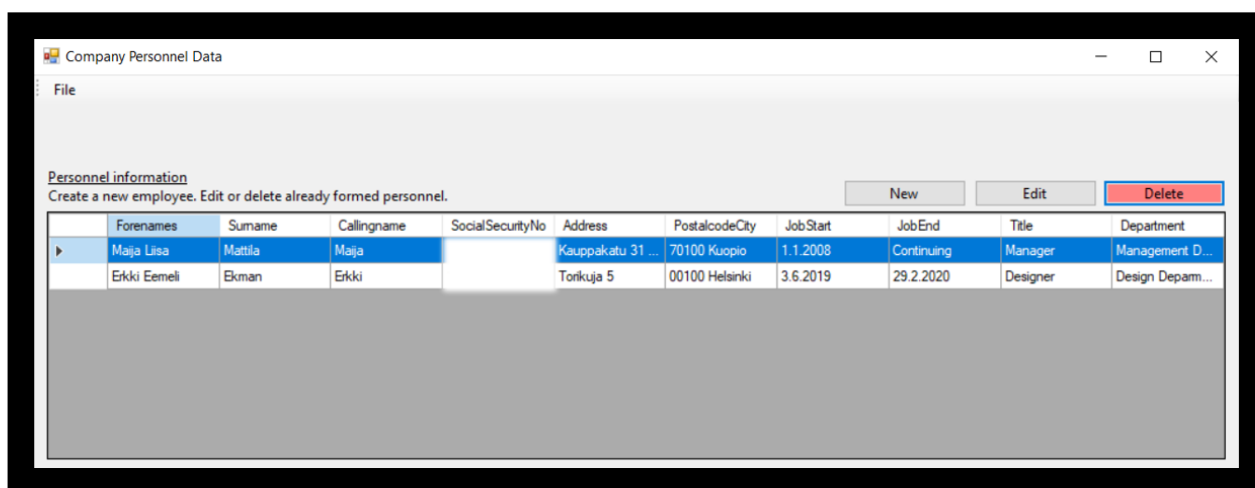 Company Personnel Data
File
Personnel information
Create a new employee. Edit or delete already formed personnel.
New Edit Delete
Forenames Surname Callingname SocialSecurityNo Address PostalcodeCity JobStart JobEnd Title Department
Maija Liisa Mattila Maija Kauppakatu 31 ... 70100 Kuopio 1.1.2008 Continuing Manager Management D...
Erkki Eemeli Ekman Erkki Torikuja 5 00100 Helsinki 3.6.2019 29.2.2020 Designer Design Deparm...